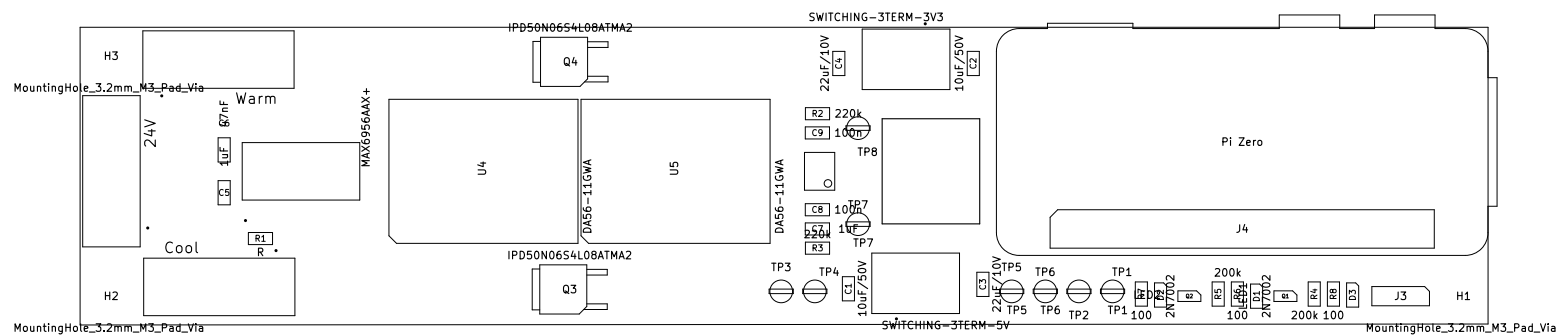 SWITCHING-3TERM-3V3
IPD50N06S4L08ATMA2
H3
Q4
22uF/10V
C4
10uF/50V
C2
MountingHole_3.2mm_M3_Pad_Via
Warm
24V
1uF
C5
MAX6956AAX+
U4
DA56-11GWA
U5
DA56-11GWA
R2
220k
C9
100n
TP8
Pi Zero
C8
100n
TP7
C7
1uF
220k
R3
TP7
J4
Cool
R1
R
IPD50N06S4L08ATMA2
H2
Q3
TP3
TP4
C1
10uF/50V
C3
22uF/10V
TP5
TP6
TP1
TP5
TP6
TP2
TP1
100
2N7002
Q2
200k
R5
R6
100
D1
2N7002
Q1
R4
200k
R8
100
D3
J3
H1
SWITCHING-3TERM-5V
MountingHole_3.2mm_M3_Pad_Via
MountingHole_3.2mm_M3_Pad_Via